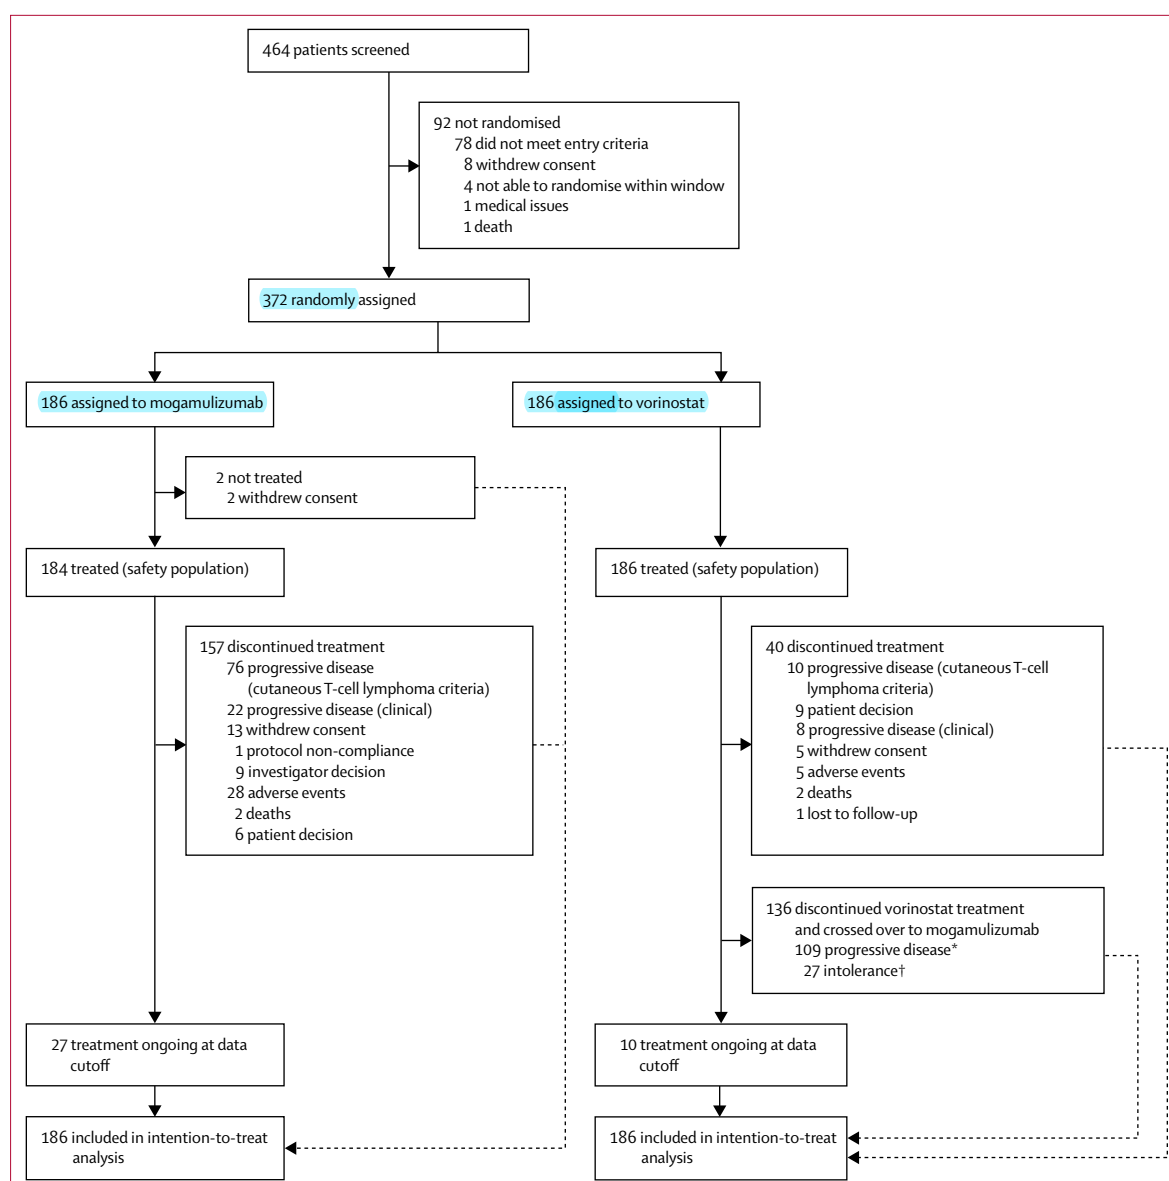 464 patients screened
92 not randomised
78 did not meet entry criteria
8 withdrew consent
4 not able to randomise within window
1 medical issues
1 death
372 randomly assigned
186 assigned to mogamulizumab
186 assigned to vorinostat
2 not treated
2 withdrew consent
184 treated (safety population)
186 treated (safety population)
157 discontinued treatment
76 progressive disease
(cutaneous T-cell lymphoma criteria)
22 progressive disease (clinical)
13 withdrew consent
1 protocol non-compliance
9 investigator decision
28 adverse events
2 deaths
6 patient decision
40 discontinued treatment
10 progressive disease (cutaneous T-cell
lymphoma criteria)
9 patient decision
8 progressive disease (clinical)
5 withdrew consent
5 adverse events
2 deaths
1 lost to follow-up
136 discontinued vorinostat treatment
and crossed over to mogamulizumab
109 progressive disease*
27 intolerance†
27 treatment ongoing at data
cutoff
10 treatment ongoing at data
cutoff
186 included in intention-to-treat
analysis
186 included in intention-to-treat
analysis